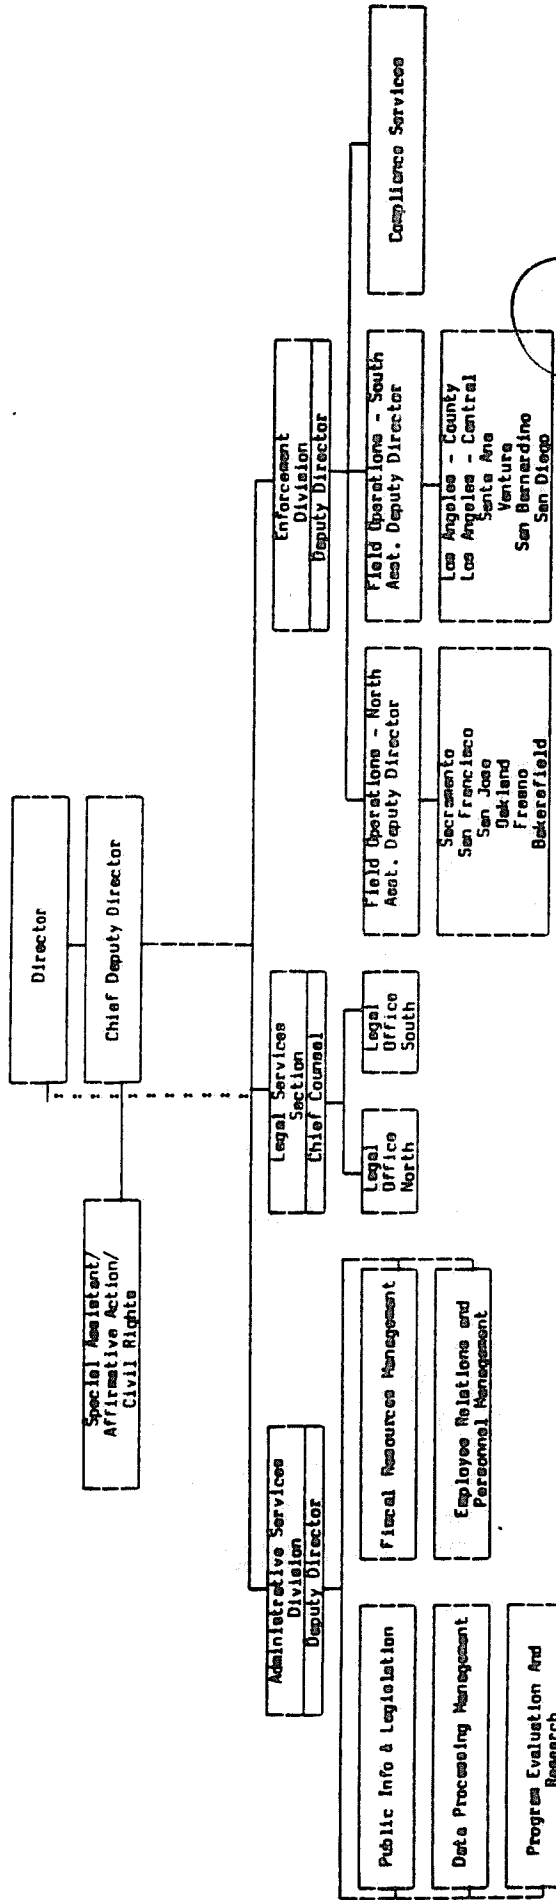 Director
Chief Deputy Director
Special Assistant/
Affirmative Action/
Civil Rights
Administrative Services
Division
Deputy Director
Legal Services
Section
Chief Counsel
Enforcement
Division
Deputy Director
Public Info & Legislation
Data Processing Management
Program Evaluation And
Research
Fiscal Resources Management
Employee Relations and
Personnel Management
Legal
Office
North
Legal
Office
South
Field Operations - North
Asst. Deputy Director
Sacramento
San Francisco
San Jose
Oakland
Fresno
Bakersfield
Field Operations - South
Asst. Deputy Director
Los Angeles - County
Los Angeles - Central
Santa Ana
Ventura
San Bernardino
San Diego
Compliance Services